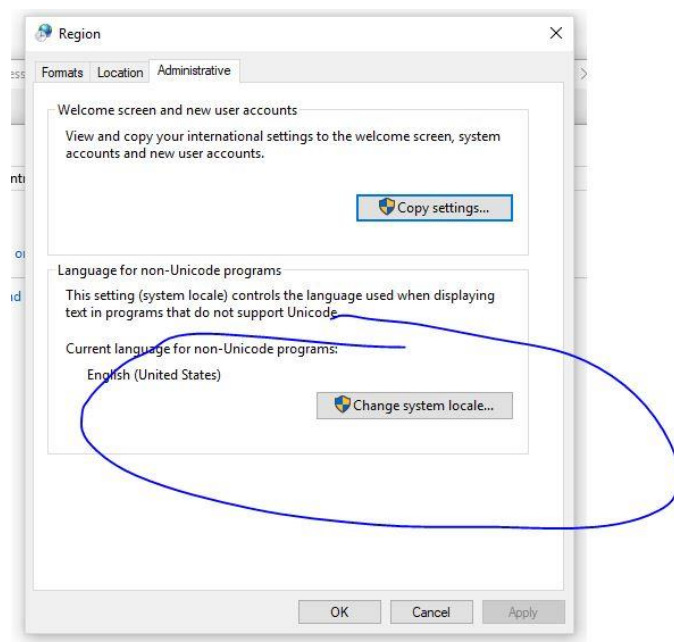 Region
Formats Location Administrative
Welcome screen and new user accounts
View and copy your international settings to the welcome screen, system
accounts and new user accounts.
Copy settings...
Language for non-Unicode programs
This setting (system locale) controls the language used when displaying
text in programs that do not support Unicode.
Current language for non-Unicode programs:
English (United States)
Change system locale...
OK Cancel Apply